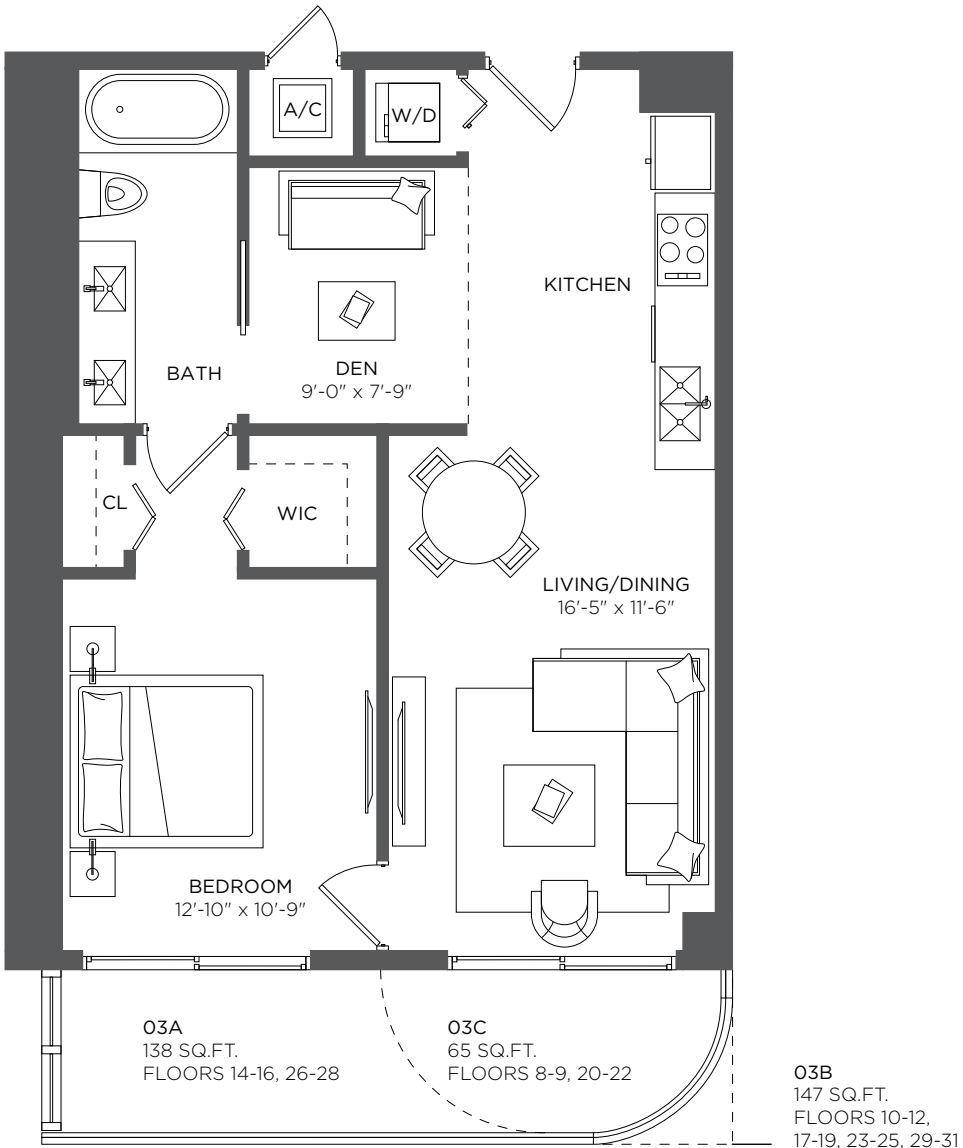 A/C
W/D
KITCHEN
BATH
DEN
9'-0" x 7'-9"
CL
WIC
LIVING/DINING
16'-5" x 11'-6"
BEDROOM
12'-10" x 10'-9"
03A
138 SQ.FT.
FLOORS 14-16, 26-28
03C
65 SQ.FT.
FLOORS 8-9, 20-22
03B
147 SQ.FT.
FLOORS 10-12,
17-19, 23-25, 29-31